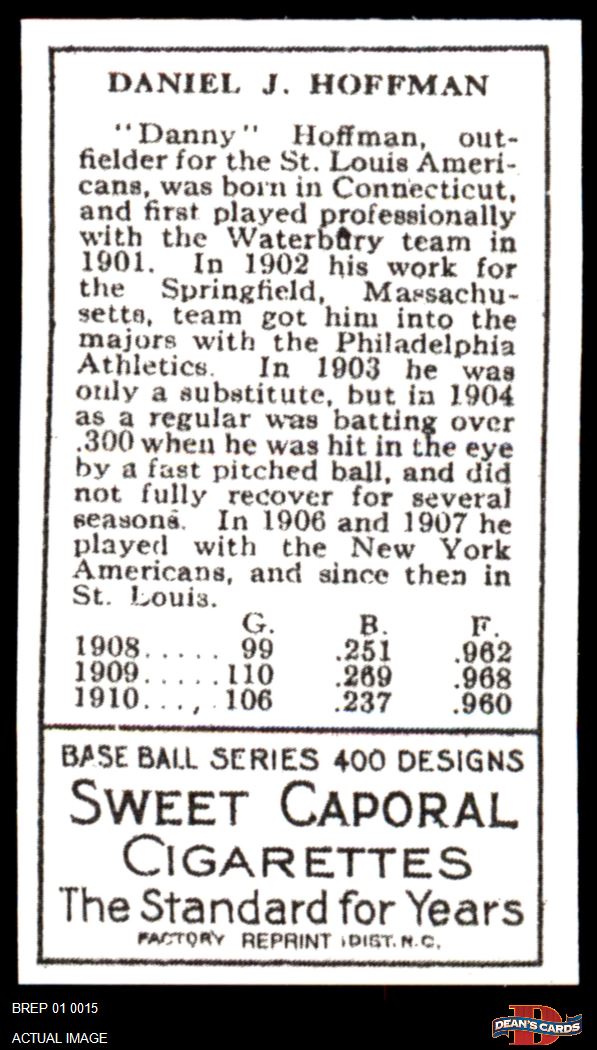 DANIEL J. HOFFMAN
"Danny" Hoffman, out-
fielder for the St. Louis Ameri-
cans, was born in Connecticut,
and first played professionally
with the Waterbury team in
1901. In 1902 his work for
the Springfield, Massachu-
setts, team got him into the
majors with the Philadelphia
Athletics. In 1903 he was
only a substitute, but in 1904
as a regular was batting over
.300 when he was hit in the eye
by a fast pitched ball, and did
not fully recover for several
seasons. In 1906 and 1907 he
played with the New York
Americans, and since then in
St. Louis.
G. B. F.
1908..... 99 .251 .962
1909.....110 .269 .968
1910..., 106 .237 .960
BASE BALL SERIES 400 DESIGNS
SWEET CAPORAL
CIGARETTES
The Standard for Years
FACTORY REPRINT 1DIST. N.C.
BREP 01 0015
ACTUAL IMAGE
D
DEAN'S CARDS